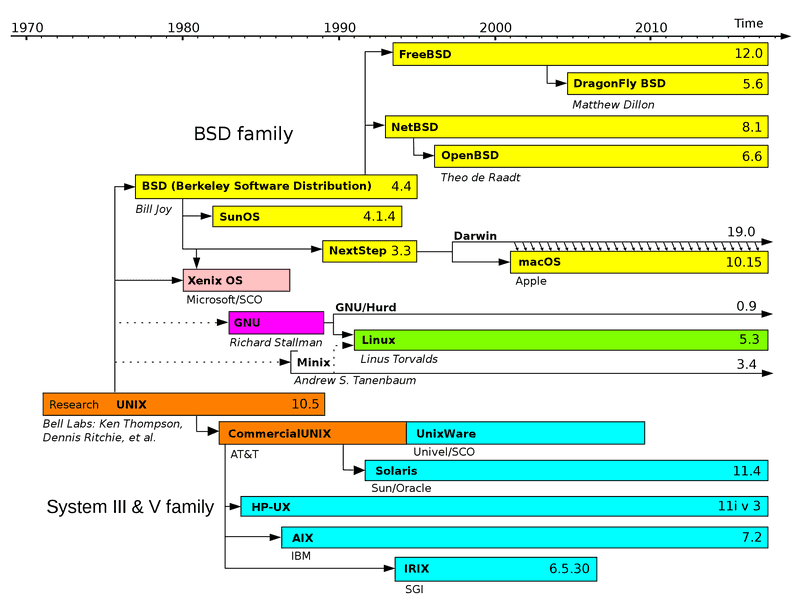 1970 1980 1990 2000 2010 Time
FreeBSD 12.0
DragonFly BSD 5.6
Matthew Dillon
BSD family
NetBSD 8.1
OpenBSD 6.6
Theo de Raadt
BSD (Berkeley Software Distribution) 4.4
Bill Joy
SunOS 4.1.4
Darwin 19.0
NextStep 3.3
macOS 10.15
Apple
Xenix OS
Microsoft/SCO
GNU/Hurd 0.9
GNU
Richard Stallman
Linux 5.3
Linus Torvalds
Minix 3.4
Andrew S. Tanenbaum
Research UNIX 10.5
Bell Labs: Ken Thompson,
Dennis Ritchie, et al.
CommercialUNIX
AT&T
UnixWare
Univel/SCO
Solaris 11.4
Sun/Oracle
System III & V family
HP-UX 11i v 3
AIX 7.2
IBM
IRIX 6.5.30
SGI